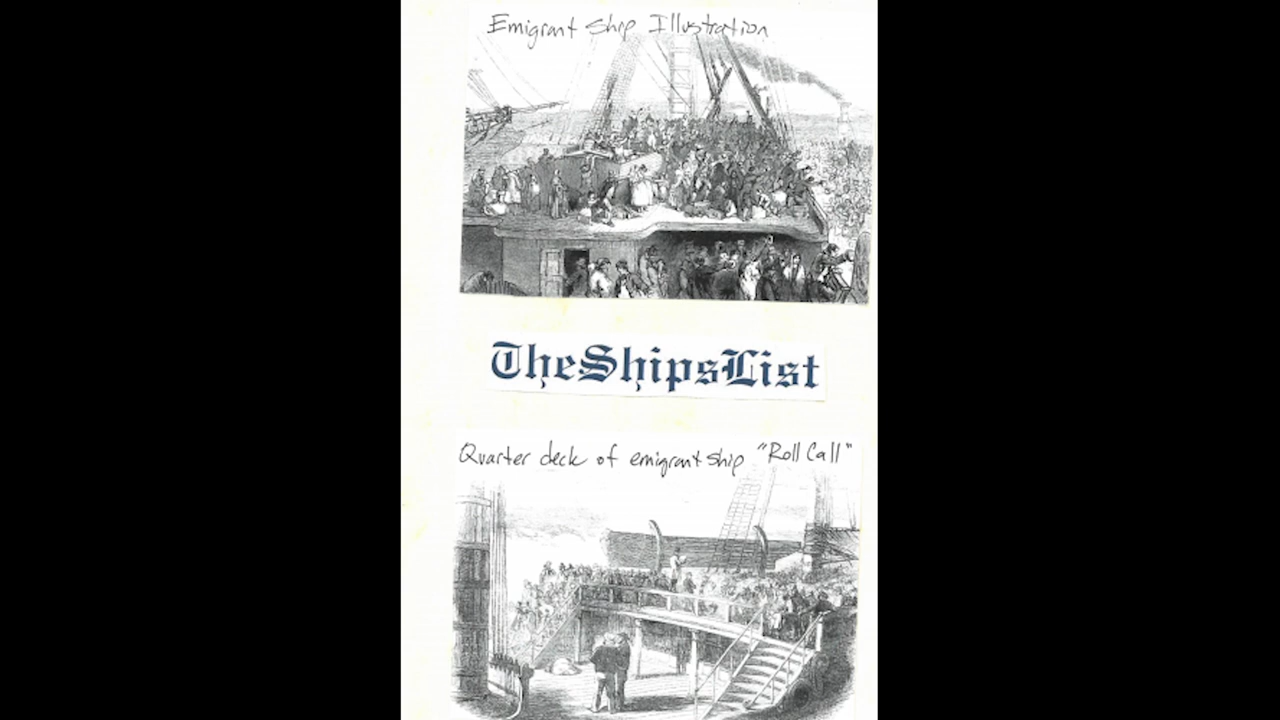 Emigrant Ship Illustration
TheShipsList
Quarter deck of emigrant ship "Roll Call"